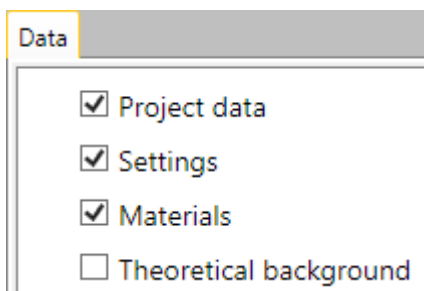 Data
Project data
Settings
Materials
Theoretical background